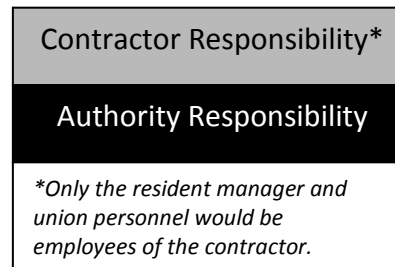 Contractor Responsibility*
Authority Responsibility
*Only the resident manager and
union personnel would be
employees of the contractor.